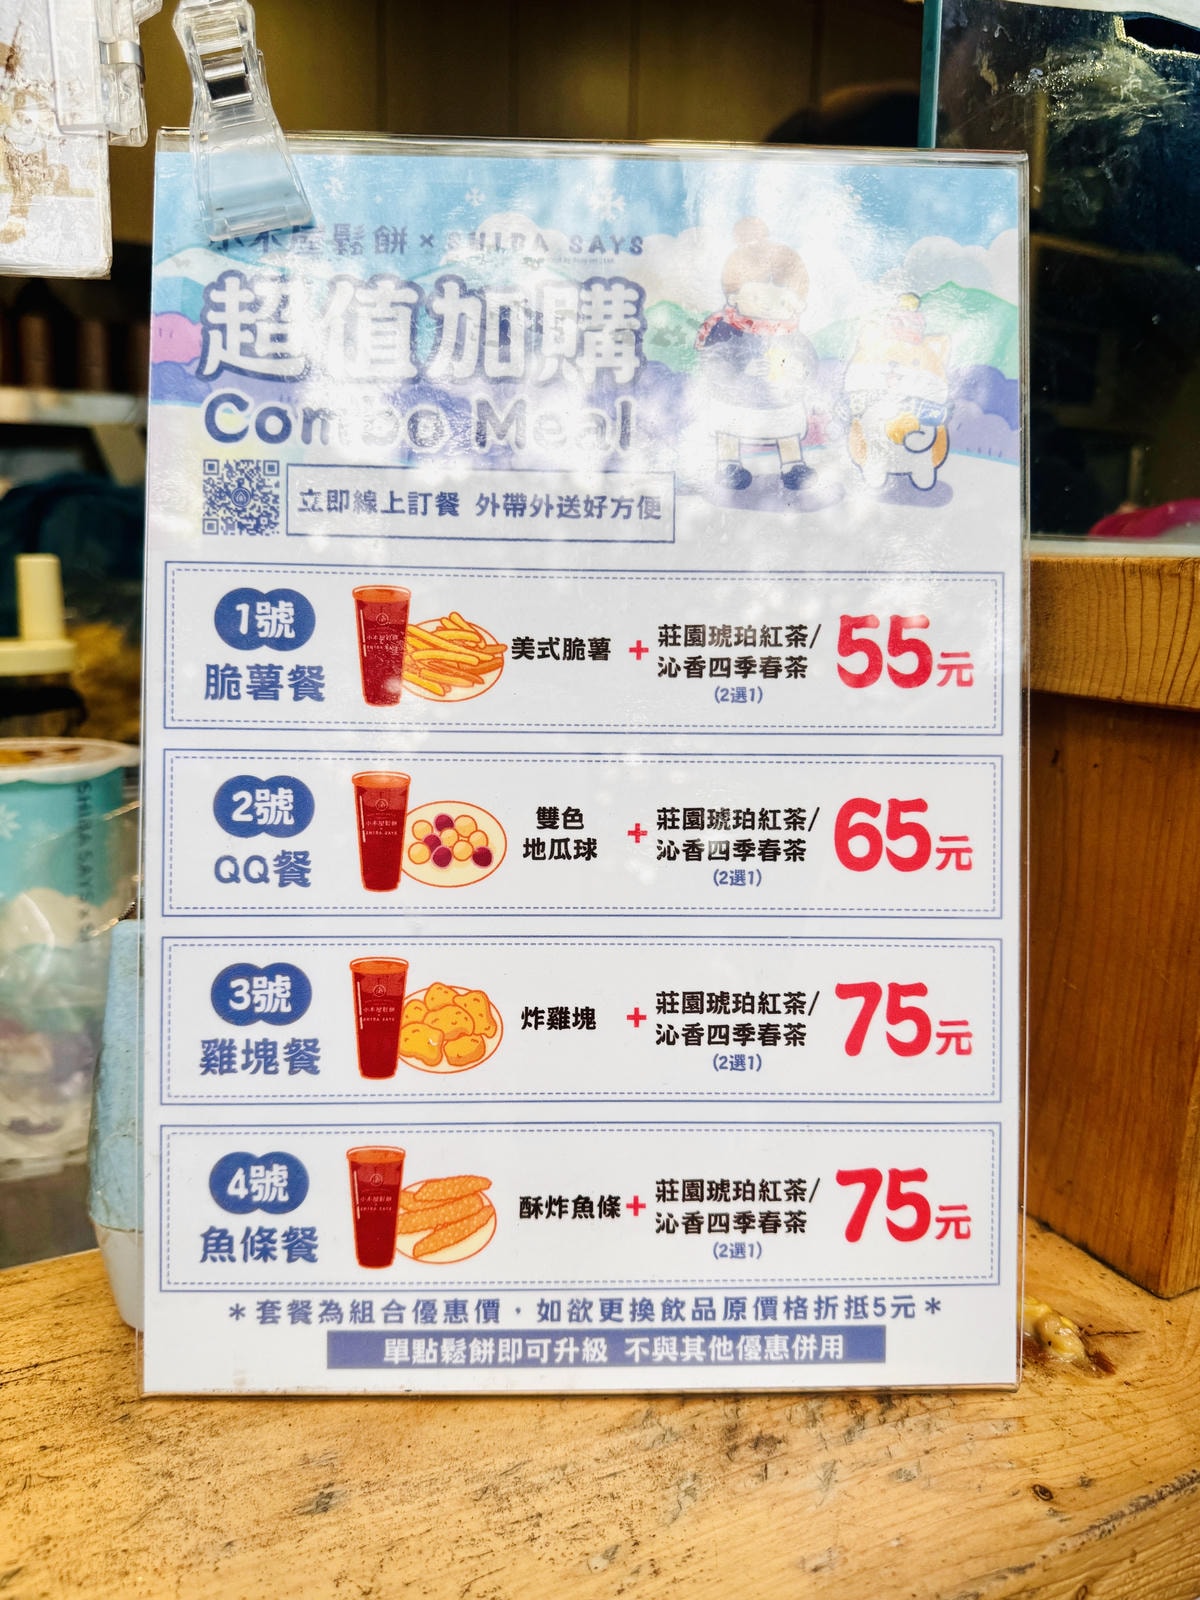 小木屋鬆餅 × SHIBA SAYS
超值加購
Combo Meal
立即線上訂餐 外帶外送好方便
1號
脆薯餐
美式脆薯
+
莊園琥珀紅茶/
沁香四季春茶
(2選1)
55元
2號
QQ餐
雙色
地瓜球
+
莊園琥珀紅茶/
沁香四季春茶
(2選1)
65元
3號
雞塊餐
炸雞塊
+
莊園琥珀紅茶/
沁香四季春茶
(2選1)
75元
4號
魚條餐
酥炸魚條
+
莊園琥珀紅茶/
沁香四季春茶
(2選1)
75元
＊套餐為組合優惠價，如欲更換飲品原價格折抵5元＊
單點鬆餅即可升級 不與其他優惠併用
SHIBA SAYS